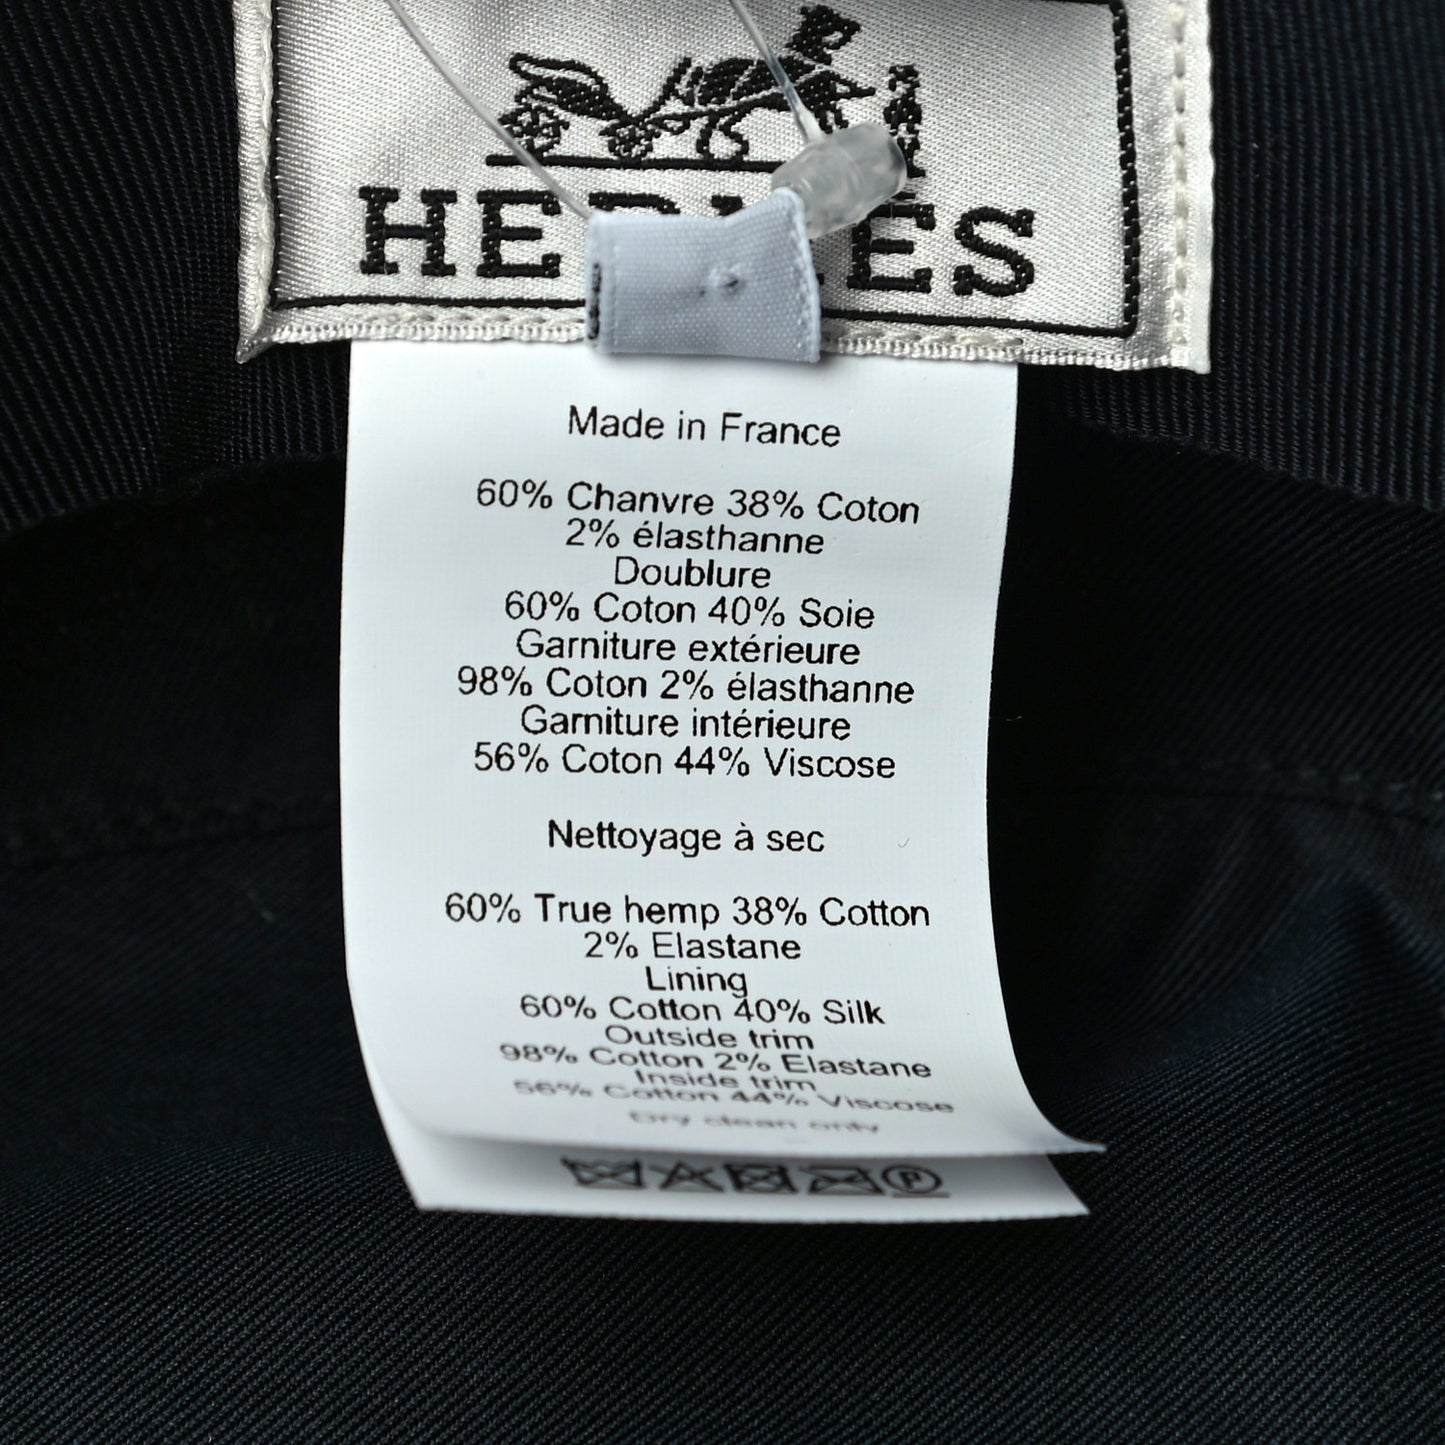 HERMES
Made in France
60% Chanvre 38% Coton
2% élasthanne
Doublure
60% Coton 40% Soie
Garniture extérieure
98% Coton 2% élasthanne
Garniture intérieure
56% Coton 44% Viscose
Nettoyage à sec
60% True hemp 38% Cotton
2% Elastane
Lining
60% Cotton 40% Silk
Outside trim
98% Cotton 2% Elastane
Inside trim
56% Cotton 44% Viscose
Dry clean only
P